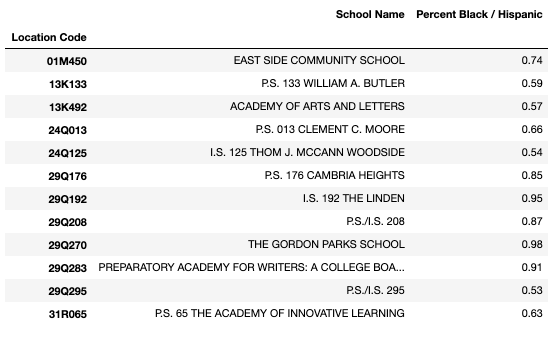 School Name Percent Black / Hispanic
Location Code
01M450 EAST SIDE COMMUNITY SCHOOL 0.74
13K133 P.S. 133 WILLIAM A. BUTLER 0.59
13K492 ACADEMY OF ARTS AND LETTERS 0.57
24Q013 P.S. 013 CLEMENT C. MOORE 0.66
24Q125 I.S. 125 THOM J. MCCANN WOODSIDE 0.54
29Q176 P.S. 176 CAMBRIA HEIGHTS 0.85
29Q192 I.S. 192 THE LINDEN 0.95
29Q208 P.S./I.S. 208 0.87
29Q270 THE GORDON PARKS SCHOOL 0.98
29Q283 PREPARATORY ACADEMY FOR WRITERS: A COLLEGE BOA... 0.91
29Q295 P.S./I.S. 295 0.53
31R065 P.S. 65 THE ACADEMY OF INNOVATIVE LEARNING 0.63